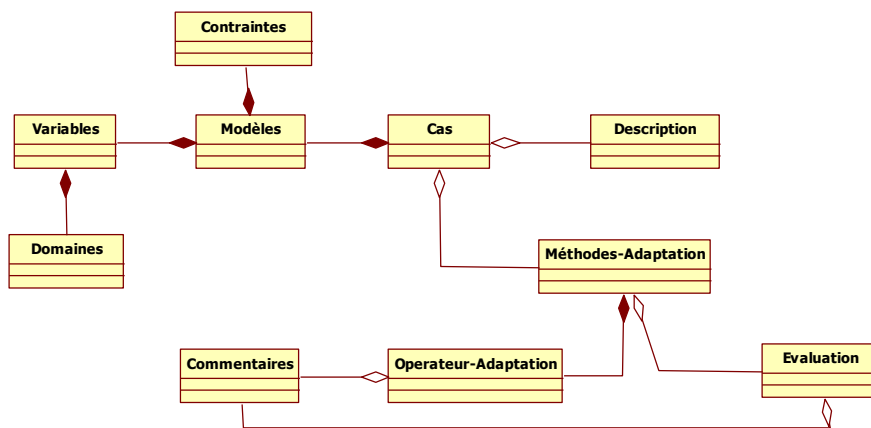 Contraintes
Variables
Modèles
Cas
Description
Domaines
Méthodes-Adaptation
Commentaires
Operateur-Adaptation
Evaluation